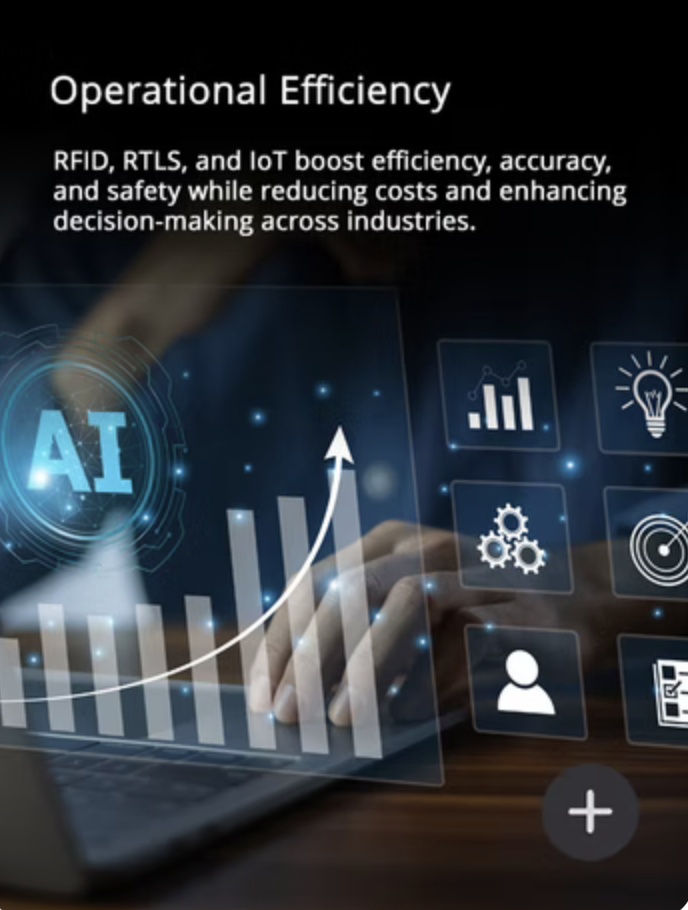 Operational Efficiency
RFID, RTLS, and IoT boost efficiency, accuracy,
and safety while reducing costs and enhancing
decision-making across industries.
AI